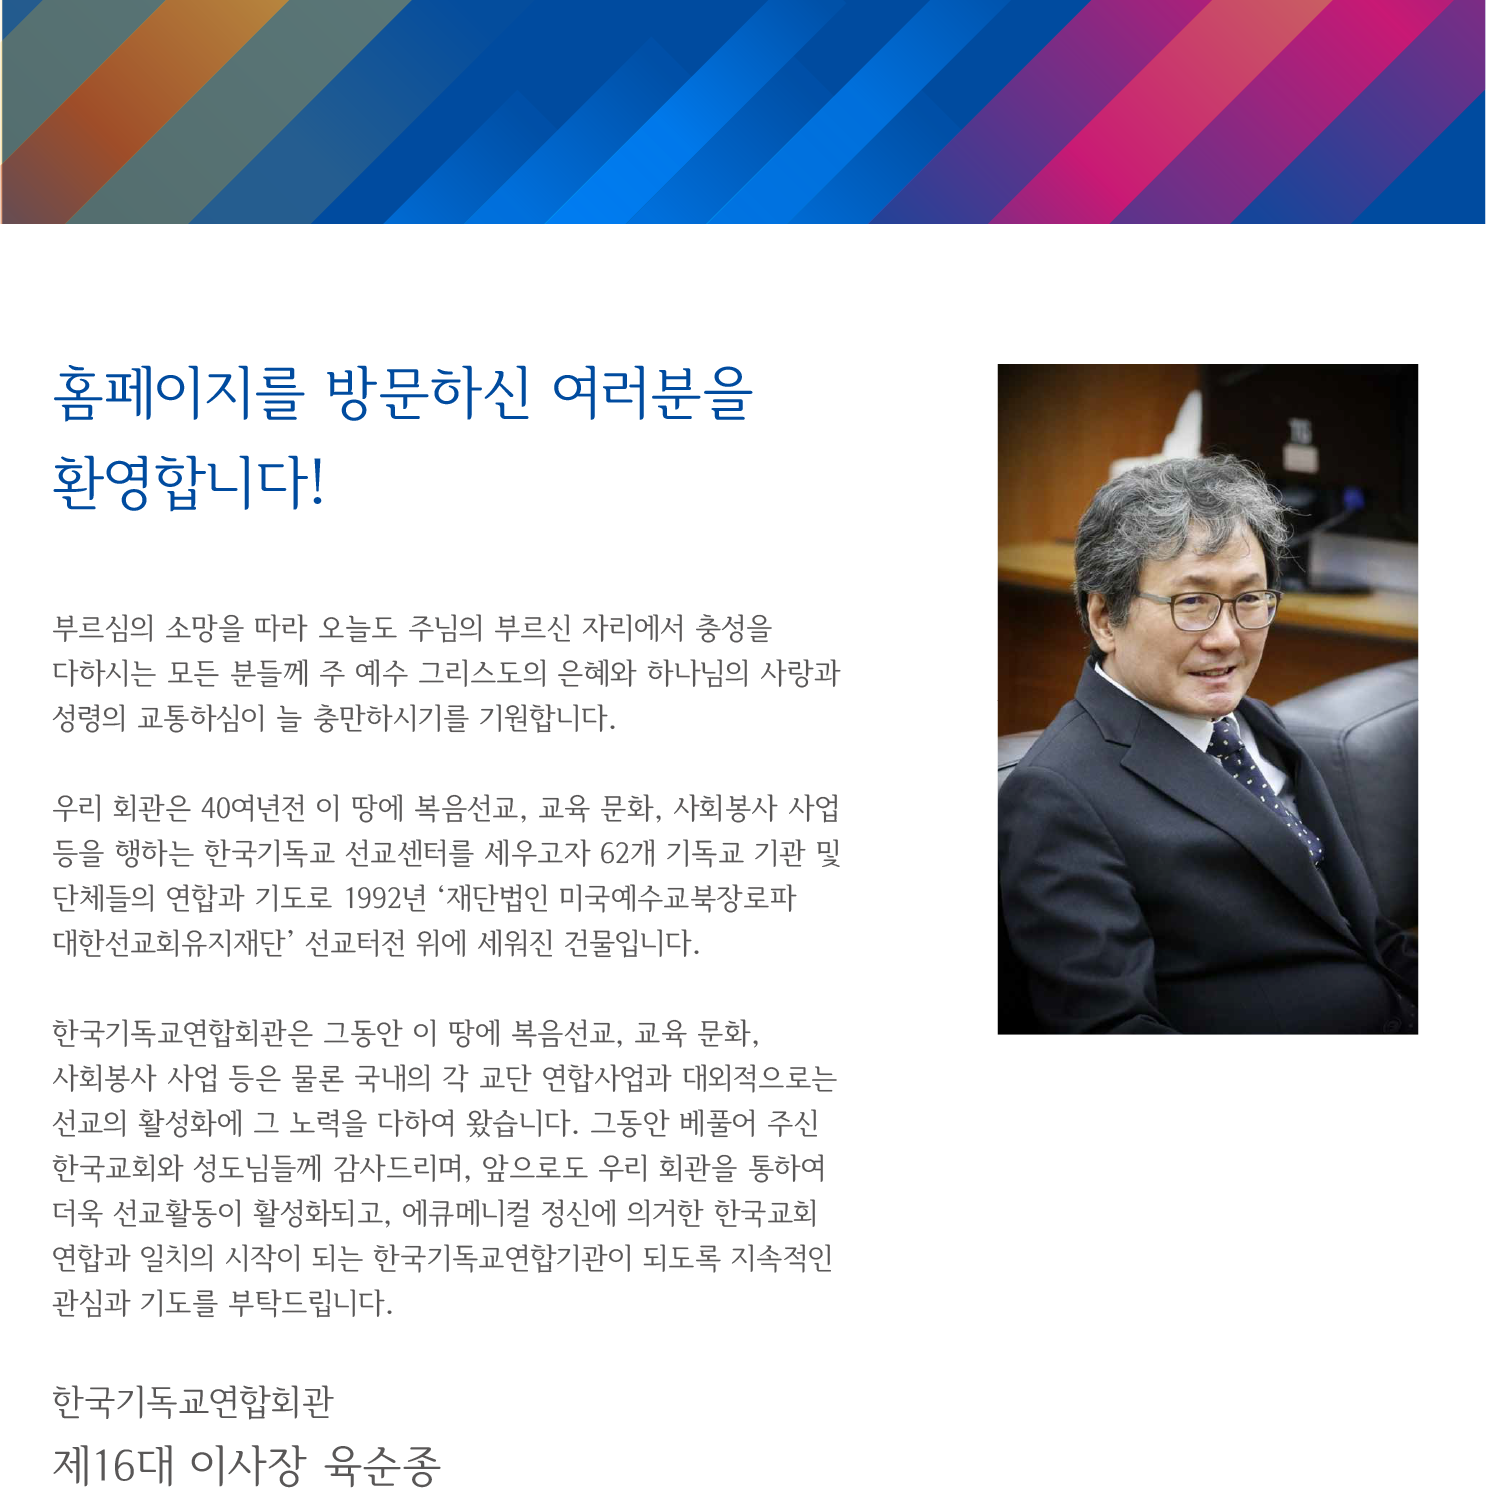 홈페이지를 방문하신 여러분을
환영합니다!
부르심의 소망을 따라 오늘도 주님의 부르신 자리에서 충성을
다하시는 모든 분들께 주 예수 그리스도의 은혜와 하나님의 사랑과
성령의 교통하심이 늘 충만하시기를 기원합니다.
우리 회관은 40여년전 이 땅에 복음선교, 교육 문화, 사회봉사 사업
등을 행하는 한국기독교 선교센터를 세우고자 62개 기독교 기관 및
단체들의 연합과 기도로 1992년 ‘재단법인 미국예수교북장로파
대한선교회유지재단’ 선교터전 위에 세워진 건물입니다.
한국기독교연합회관은 그동안 이 땅에 복음선교, 교육 문화,
사회봉사 사업 등은 물론 국내의 각 교단 연합사업과 대외적으로는
선교의 활성화에 그 노력을 다하여 왔습니다. 그동안 베풀어 주신
한국교회와 성도님들께 감사드리며, 앞으로도 우리 회관을 통하여
더욱 선교활동이 활성화되고, 에큐메니컬 정신에 의거한 한국교회
연합과 일치의 시작이 되는 한국기독교연합기관이 되도록 지속적인
관심과 기도를 부탁드립니다.
한국기독교연합회관
제16대 이사장 육순종